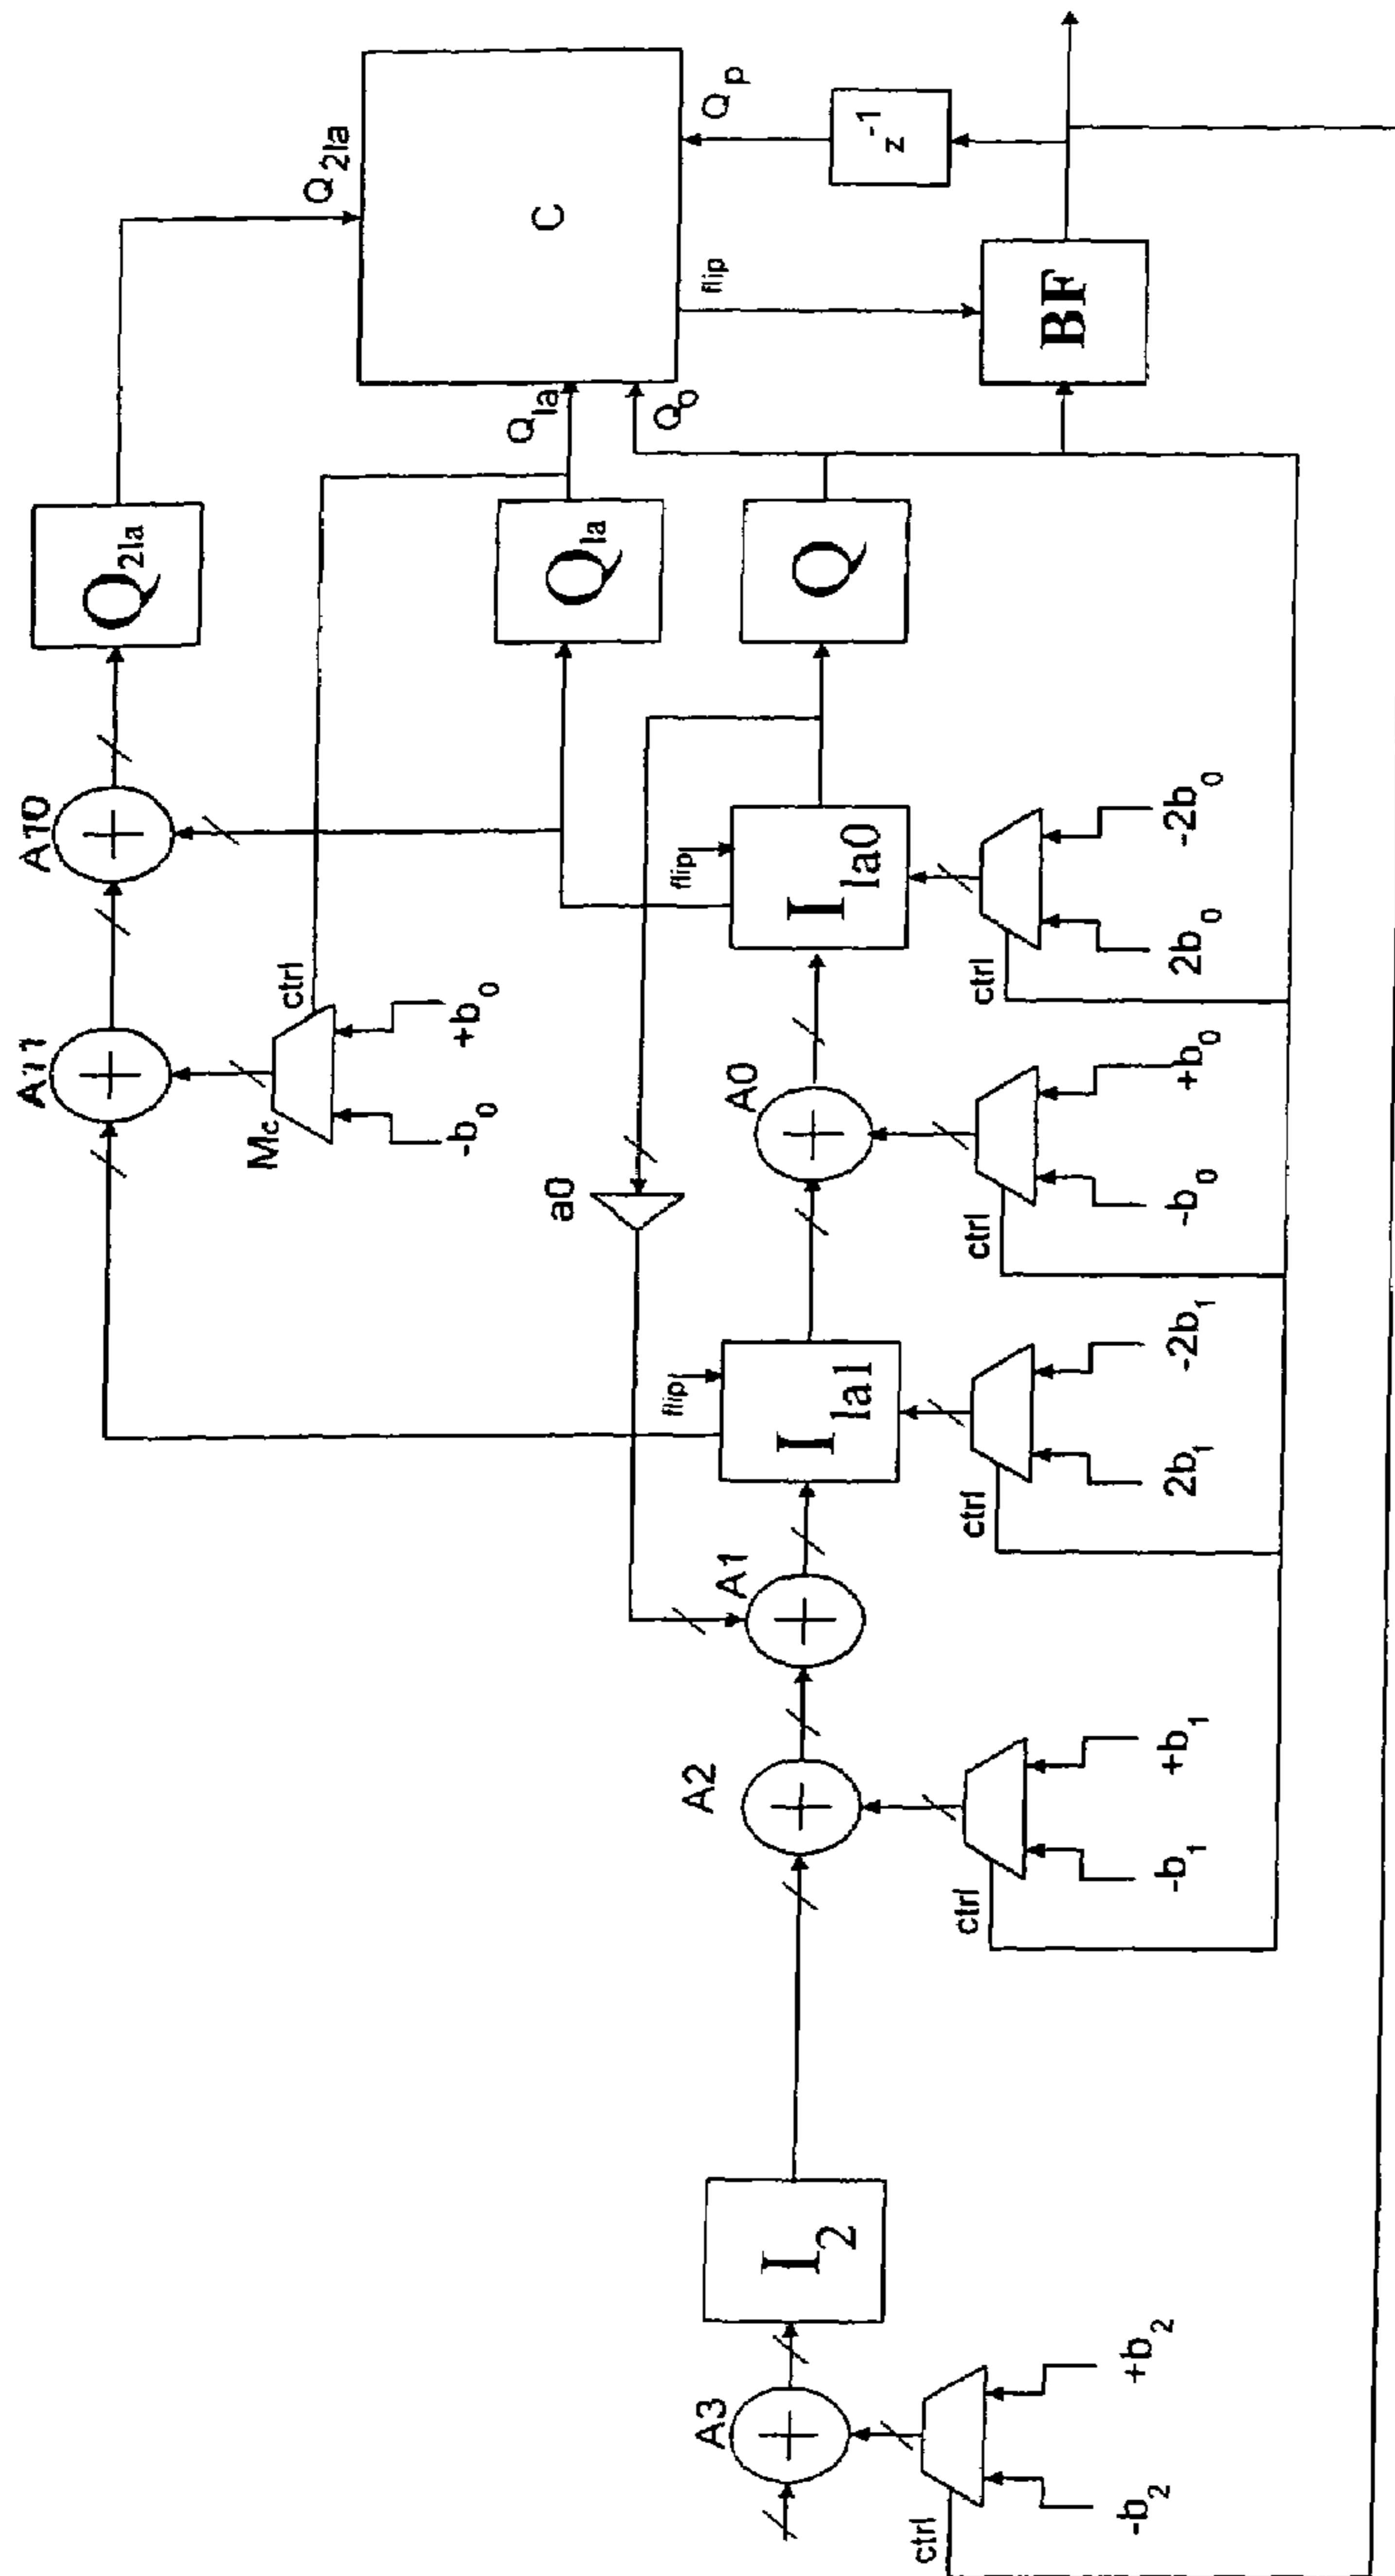 A11
A10
Q2la
Q2la
Mc
ctrl
-b0
+b0
Qla
Qla
C
a0
Qo
flip
Qp
A3
I2
A2
A1
flip
Ila1
A0
flip
Ila0
Q
z-1
BF
ctrl
-b2
+b2
ctrl
-b1
+b1
ctrl
2b1
-2b1
ctrl
-b0
+b0
ctrl
2b0
-2b0